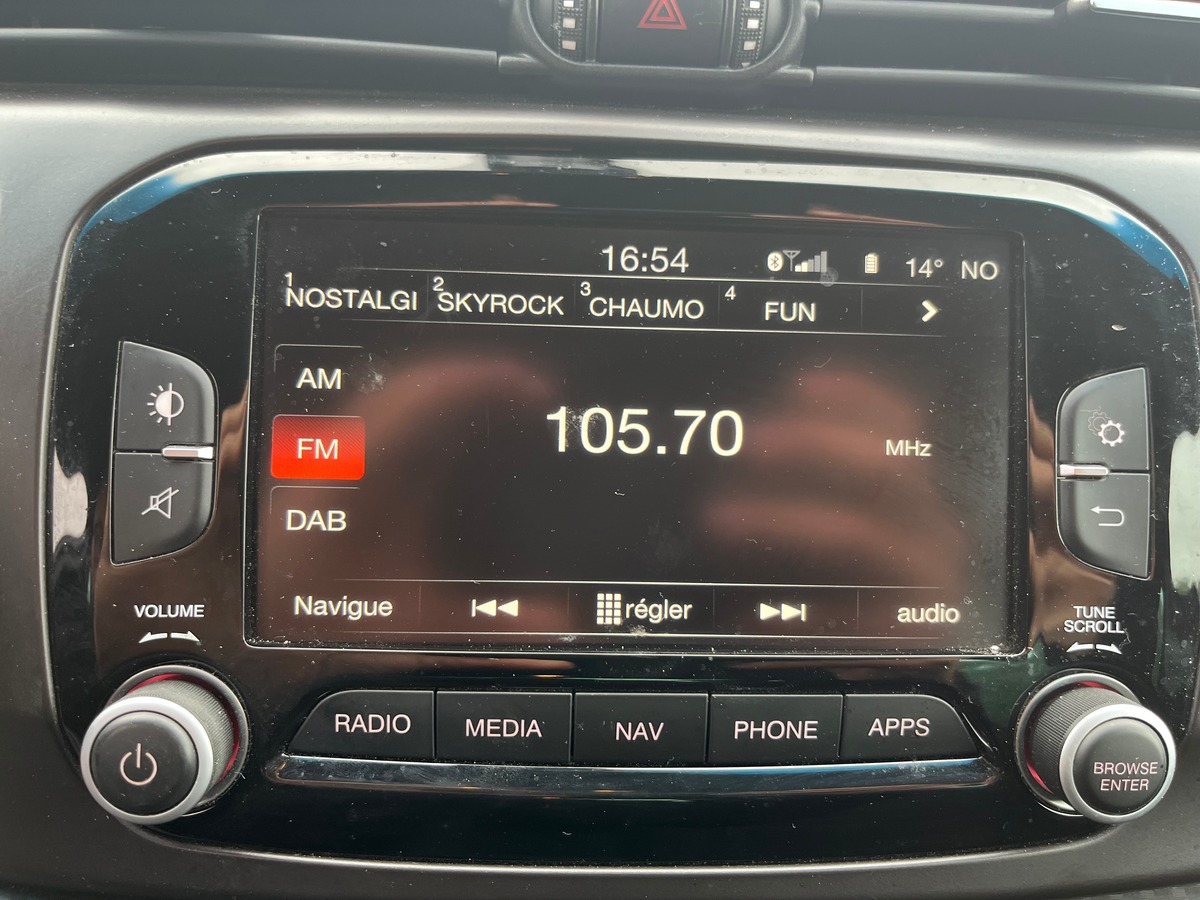 16:54 14° NO
1 NOSTALGI 2 SKYROCK 3 CHAUMO 4 FUN
AM
105.70 MHz
FM
DAB
Navigue régler audio
VOLUME
TUNE
SCROLL
RADIO MEDIA NAV PHONE APPS
BROWSE
ENTER